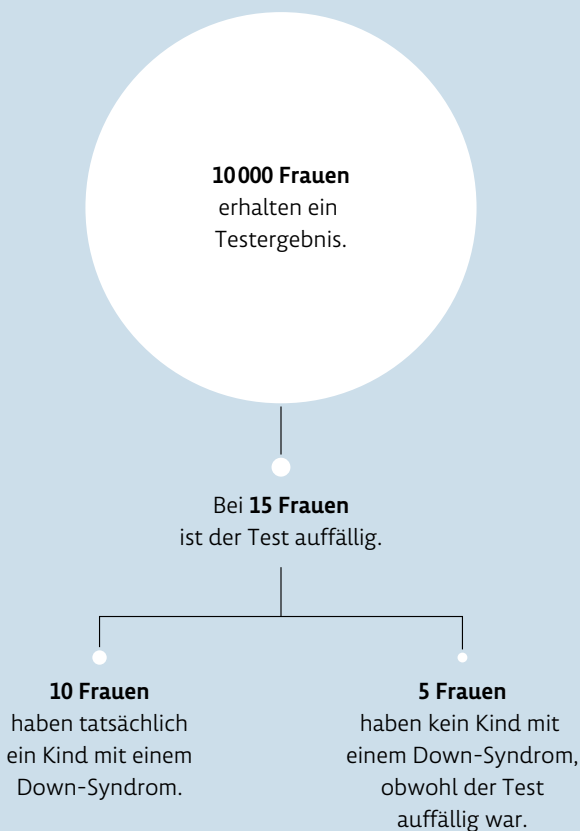 10 000 Frauen
erhalten ein
Testergebnis.
Bei 15 Frauen
ist der Test auffällig.
10 Frauen
haben tatsächlich
ein Kind mit einem
Down-Syndrom.
5 Frauen
haben kein Kind mit
einem Down-Syndrom,
obwohl der Test
auffällig war.